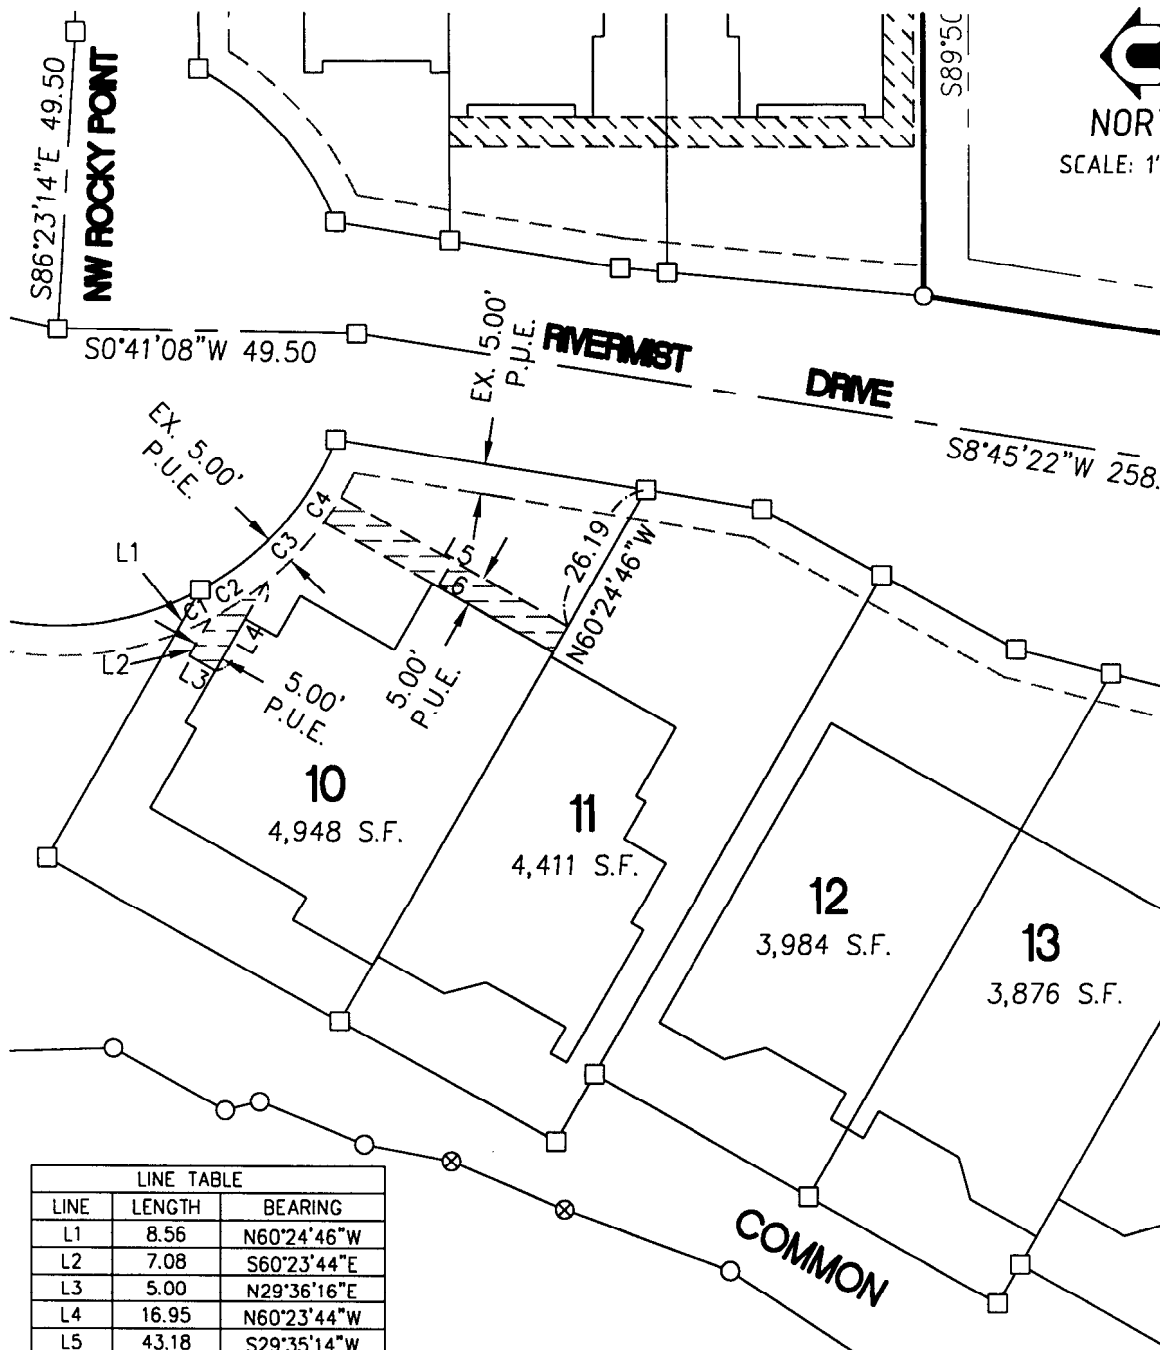 S86°23'14"E 49.50
NW ROCKY POINT
S89°50
SCALE: 1"
S0°41'08"W 49.50
EX. 5.00'
P.U.E.
RIVERMIST DRIVE
S8°45'22"W 258.
EX. 5.00'
P.U.E.
L1
C1
C2
C3
C4
L2
L3
L4
L5
L6
26.19
N60°24'46"W
5.00'
P.U.E.
5.00'
P.U.E.
10
4,948 S.F.
11
4,411 S.F.
12
3,984 S.F.
13
3,876 S.F.
COMMON
LINE TABLE
LINE LENGTH BEARING
L1 8.56 N60°24'46"W
L2 7.08 S60°23'44"E
L3 5.00 N29°36'16"E
L4 16.95 N60°23'44"W
L5 43.18 S29°35'14"W